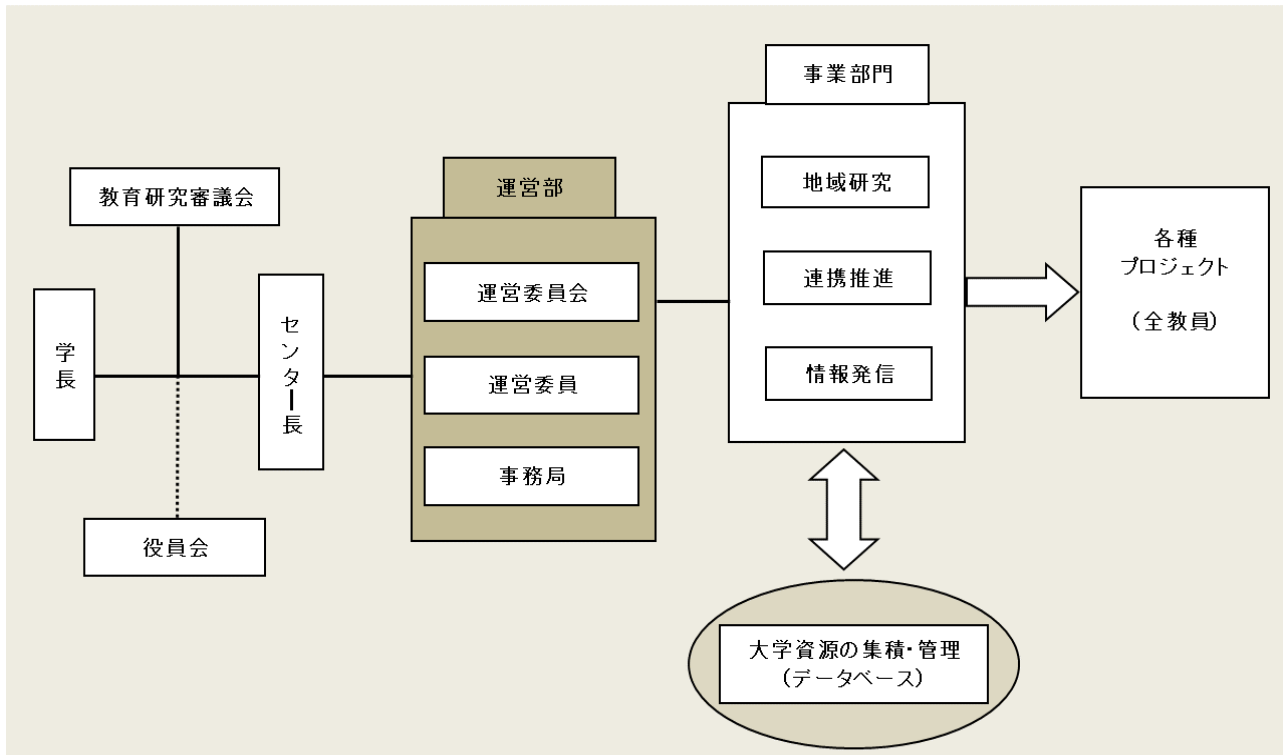 教育研究審議会
学長
役員会
センター長
運営部
運営委員会
運営委員
事務局
事業部門
地域研究
連携推進
情報発信
各種
プロジェクト
(全教員)
大学資源の集積・管理
(データベース)